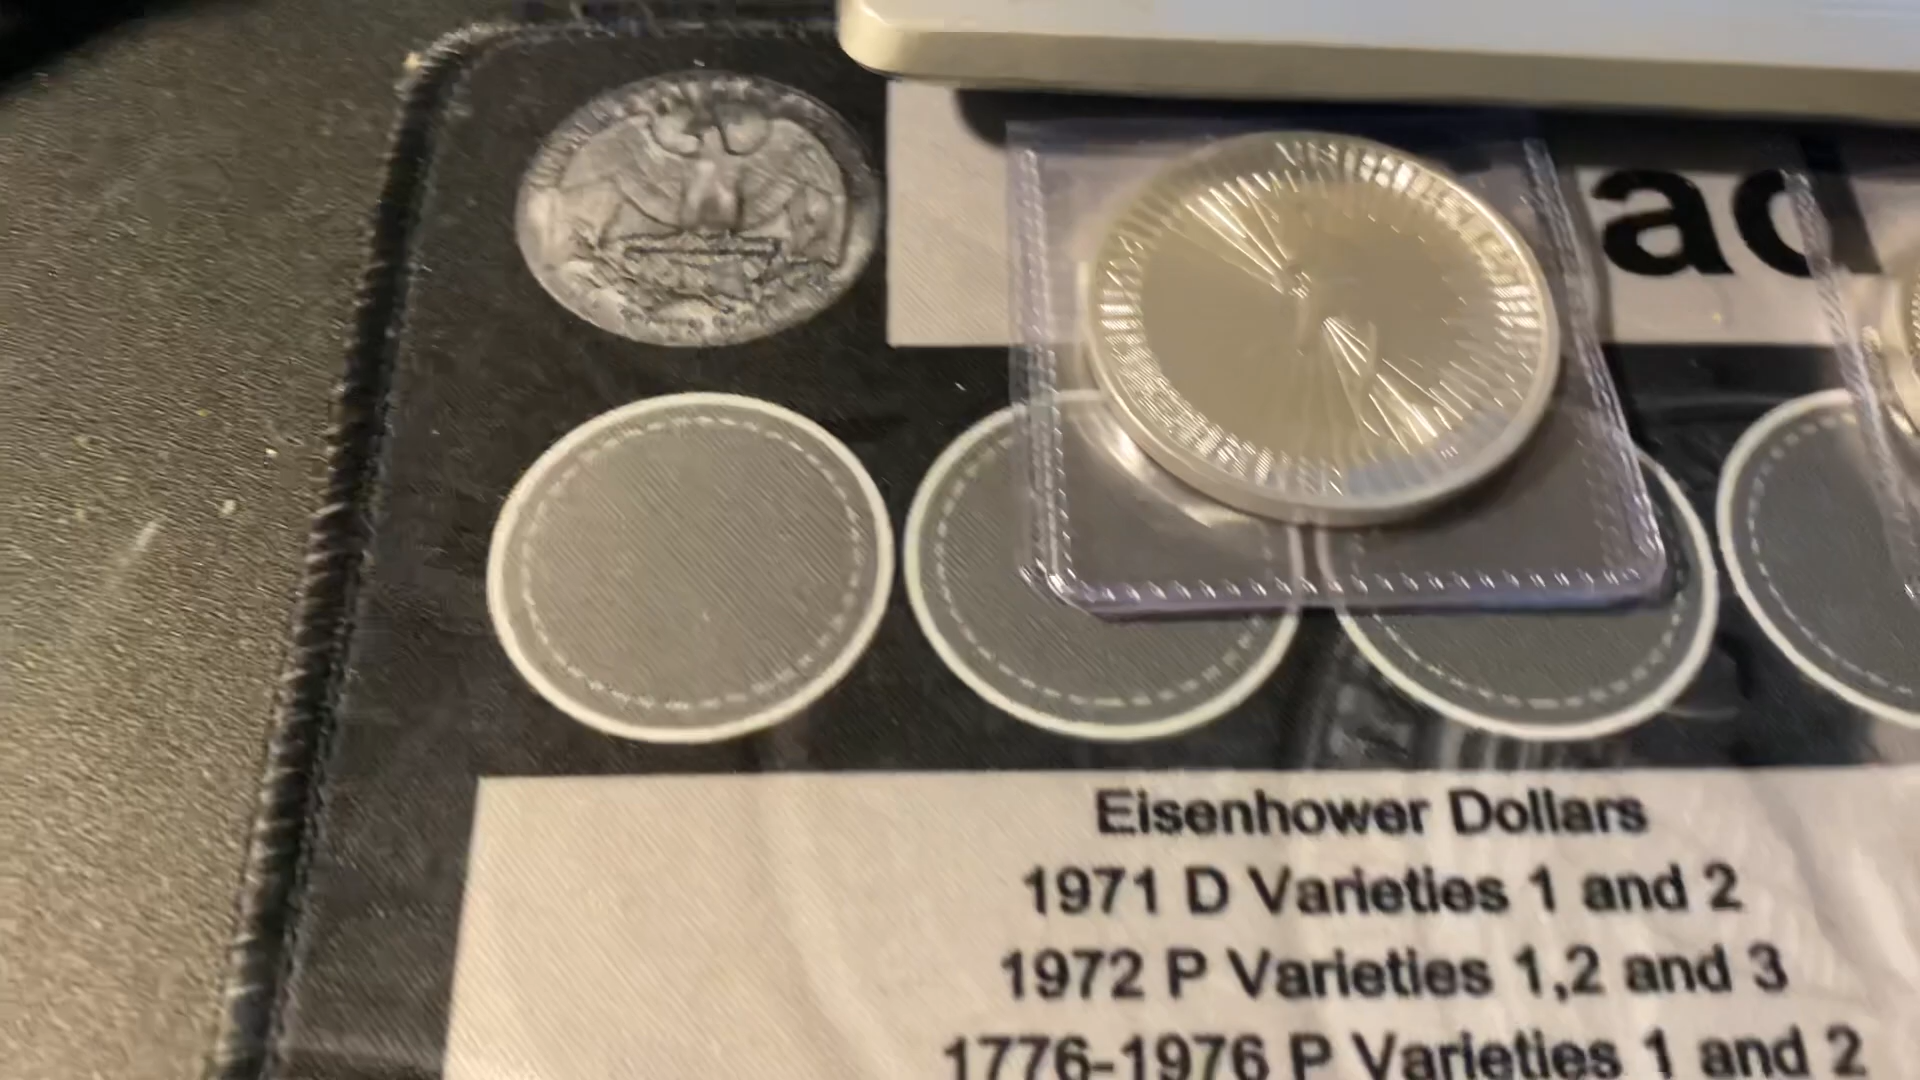 ad
Eisenhower Dollars
1971 D Varieties 1 and 2
1972 P Varieties 1,2 and 3
1776-1976 P Varieties 1 and 2